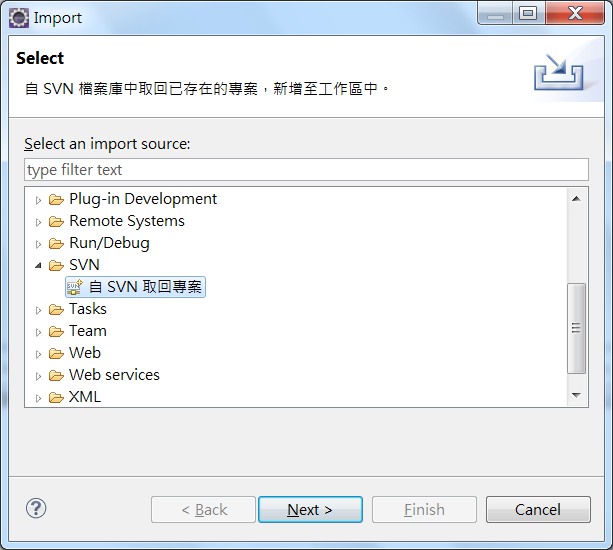 Import
Select
自 SVN 檔案庫中取回已存在的專案，新增至工作區中。
Select an import source:
type filter text
Plug-in Development
Remote Systems
Run/Debug
SVN
自 SVN 取回專案
Tasks
Team
Web
Web services
XML
?
< Back
Next >
Finish
Cancel